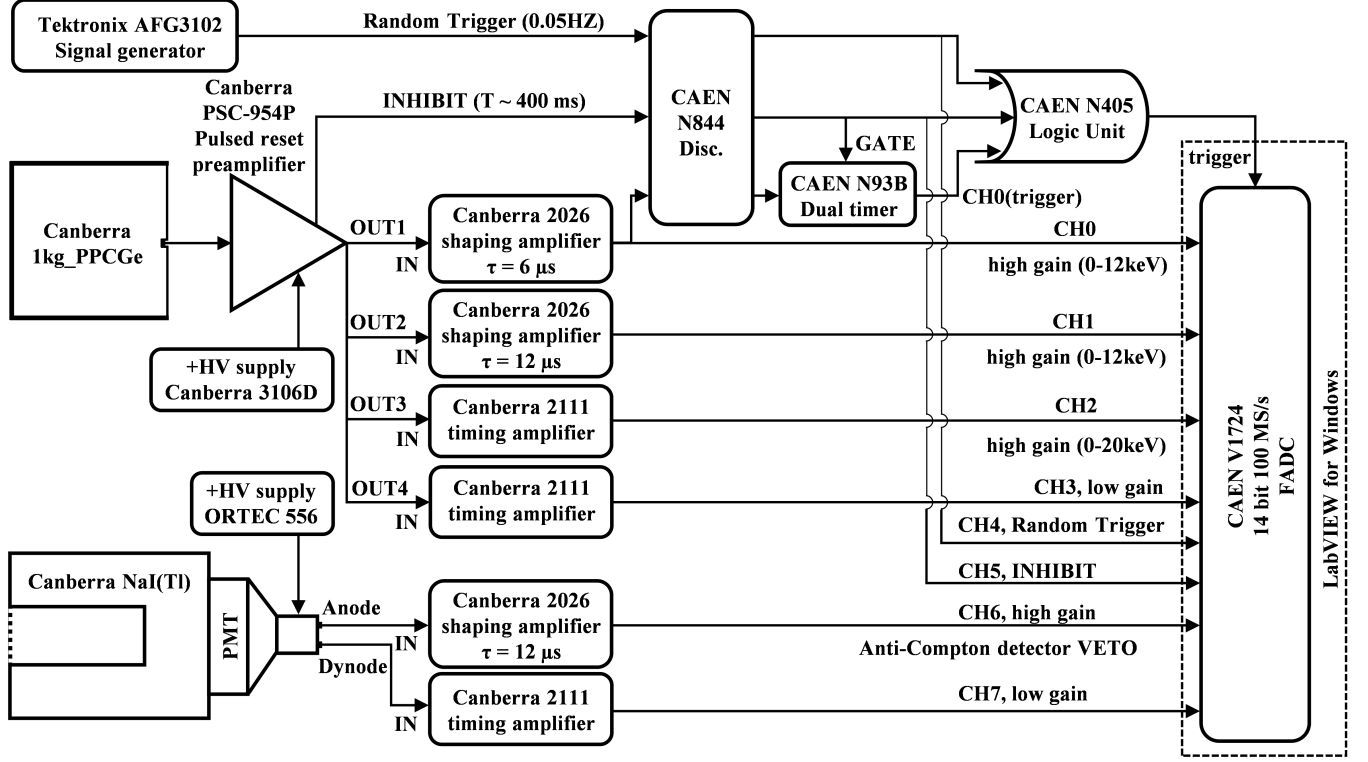 Tektronix AFG3102
Signal generator
Random Trigger (0.05HZ)
Canberra
PSC-954P
Pulsed reset
preamplifier
INHIBIT (T ~ 400 ms)
CAEN
N844
Disc.
CAEN N405
Logic Unit
GATE
CAEN N93B
Dual timer
CH0(trigger)
trigger
Canberra
1kg_PPCGe
OUT1
IN
Canberra 2026
shaping amplifier
τ = 6 μs
CH0
high gain (0-12keV)
OUT2
IN
Canberra 2026
shaping amplifier
τ = 12 μs
CH1
high gain (0-12keV)
+HV supply
Canberra 3106D
OUT3
IN
Canberra 2111
timing amplifier
CH2
high gain (0-20keV)
OUT4
IN
Canberra 2111
timing amplifier
CH3, low gain
CH4, Random Trigger
CH5, INHIBIT
+HV supply
ORTEC 556
Canberra NaI(Tl)
PMT
Anode
IN
Dynode
Canberra 2026
shaping amplifier
τ = 12 μs
CH6, high gain
Anti-Compton detector VETO
IN
Canberra 2111
timing amplifier
CH7, low gain
CAEN V1724
14 bit 100 MS/s
FADC
LabVIEW for Windows